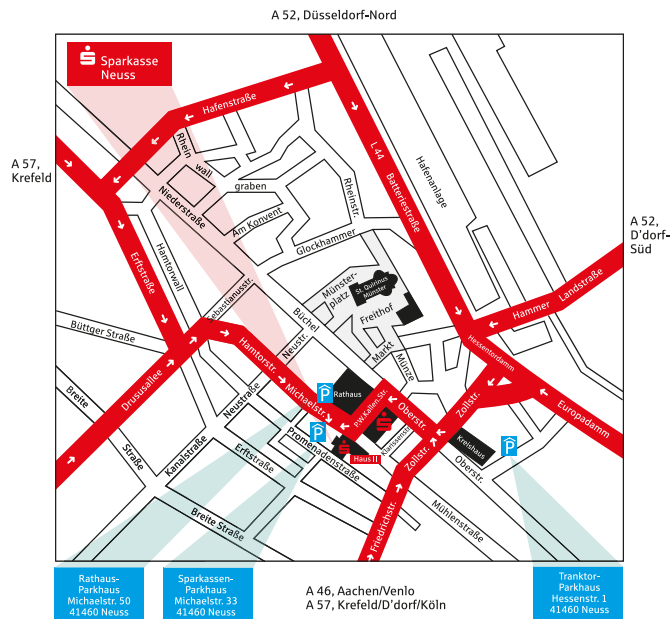 A 52, Düsseldorf-Nord
Sparkasse
Neuss
Hafenstraße
A 57,
Krefeld
Rhein
wall
graben
Niederstraße
Am Konvent
Rheinstr.
L 44
Batteriestraße
Hafenanlage
A 52,
D'dorf-
Süd
Glockhammer
Erftstraße
Hamtorwall
Sebastianusstr.
Münster-
platz
St. Quirinus
Münster
Freithof
Hammer Landstraße
Büttger Straße
Büchel
Neustr.
Markt
Münze
Hessentordamm
Drususallee
Hamtorstr.
Michaelstr.
Breite
Straße
Neustraße
P
Rathaus
P.W.Kallen.Str.
Oberstr.
Zollstr.
Europadamm
Kanalstraße
Erftstraße
Promenadenstraße
P
Haus II
Klarissenstr.
Zollstr.
Kreishaus
P
Oberstr.
Breite Straße
Friedrichstr.
Mühlenstraße
Rathaus-
Parkhaus
Michaelstr. 50
41460 Neuss
Sparkassen-
Parkhaus
Michaelstr. 33
41460 Neuss
A 46, Aachen/Venlo
A 57, Krefeld/D'dorf/Köln
Tranktor-
Parkhaus
Hessenstr. 1
41460 Neuss